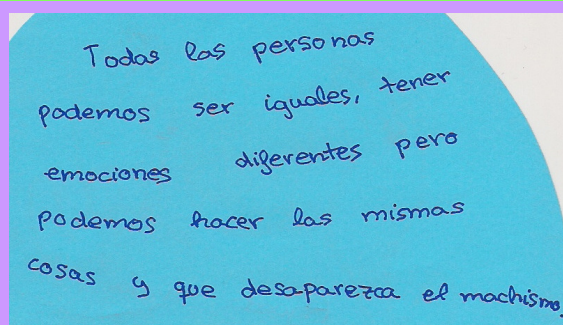 Todas las personas
podemos ser iguales, tener
emociones diferentes pero
podemos hacer las mismas
cosas y que desaparezca el machismo.